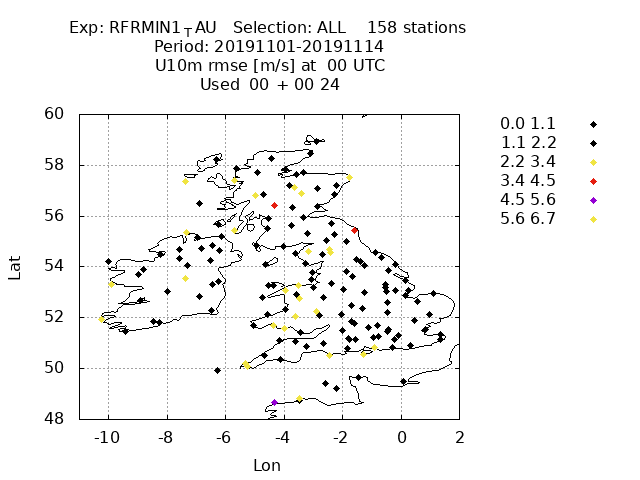 Exp: RFRMIN1_T AU Selection: ALL 158 stations
Period: 20191101-20191114
U10m rmse [m/s] at 00 UTC
Used 00 + 00 24
60
58
56
54
52
50
48
-10 -8 -6 -4 -2 0 2
Lat
Lon
0.0 1.1
1.1 2.2
2.2 3.4
3.4 4.5
4.5 5.6
5.6 6.7